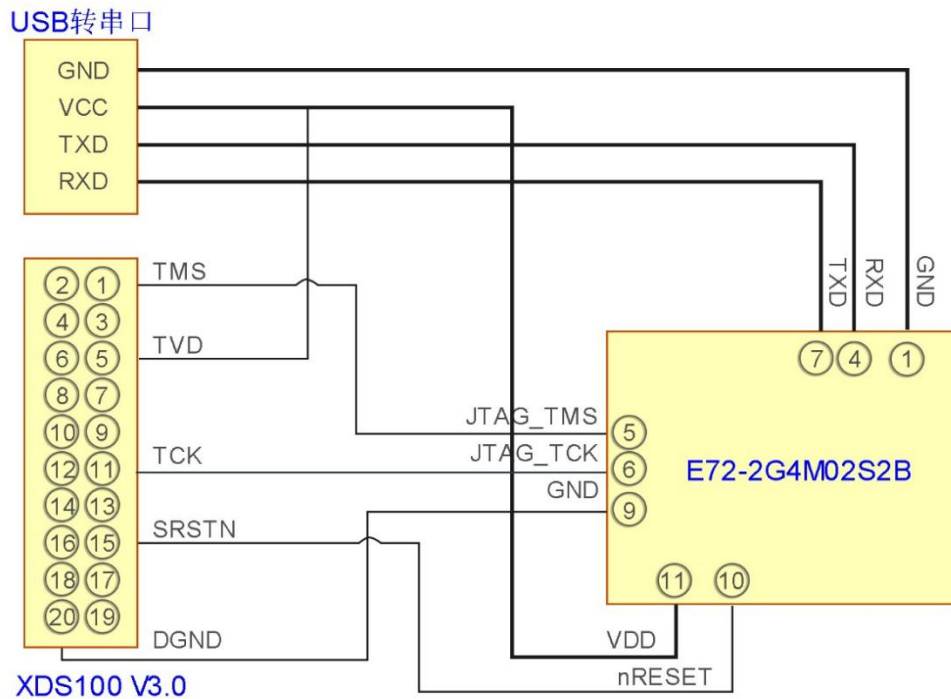 USB转串口
GND
VCC
TXD
RXD
TXD
RXD
GND
7 4 1
2 1 TMS
4 3
6 5 TVD
8 7
10 9
12 11 TCK
14 13
16 15 SRSTN
18 17
20 19
DGND
JTAG_TMS 5
JTAG_TCK 6
GND 9
E72-2G4M02S2B
11 10
VDD
nRESET
XDS100 V3.0